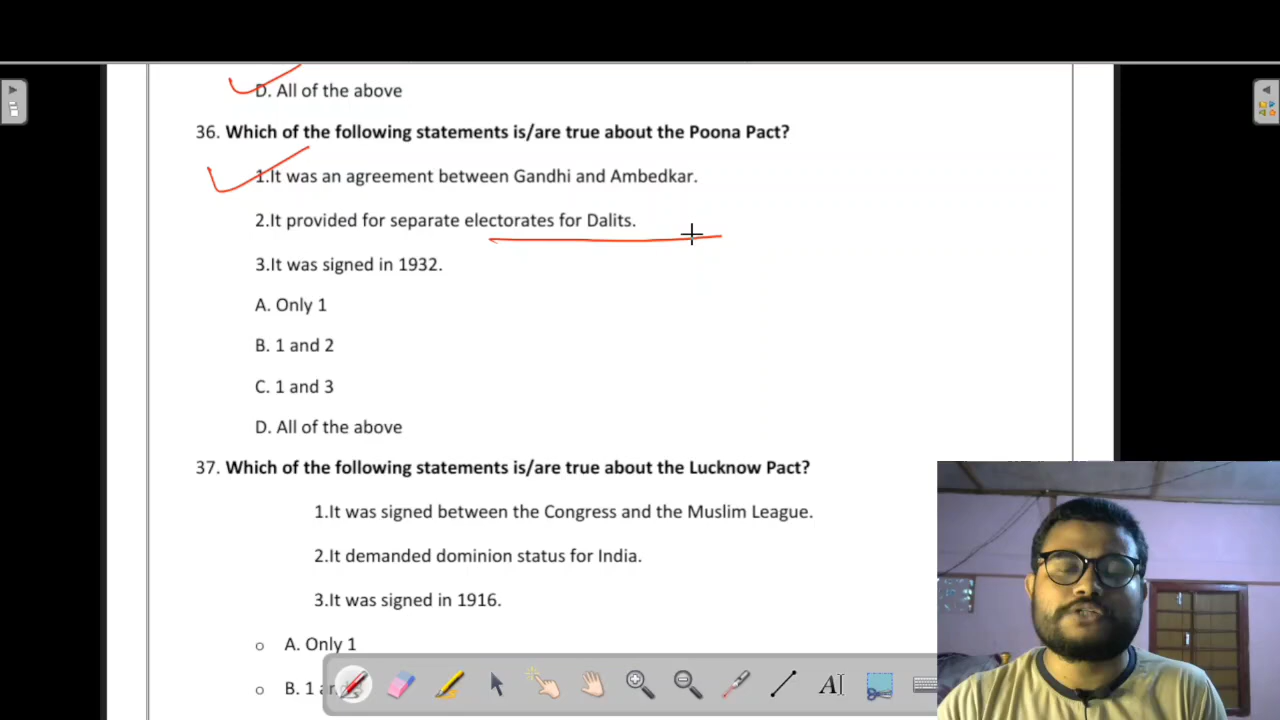 D. All of the above
36. Which of the following statements is/are true about the Poona Pact?
1.It was an agreement between Gandhi and Ambedkar.
2.It provided for separate electorates for Dalits.
3.It was signed in 1932.
A. Only 1
B. 1 and 2
C. 1 and 3
D. All of the above
37. Which of the following statements is/are true about the Lucknow Pact?
1.It was signed between the Congress and the Muslim League.
2.It demanded dominion status for India.
3.It was signed in 1916.
A. Only 1
B. 1